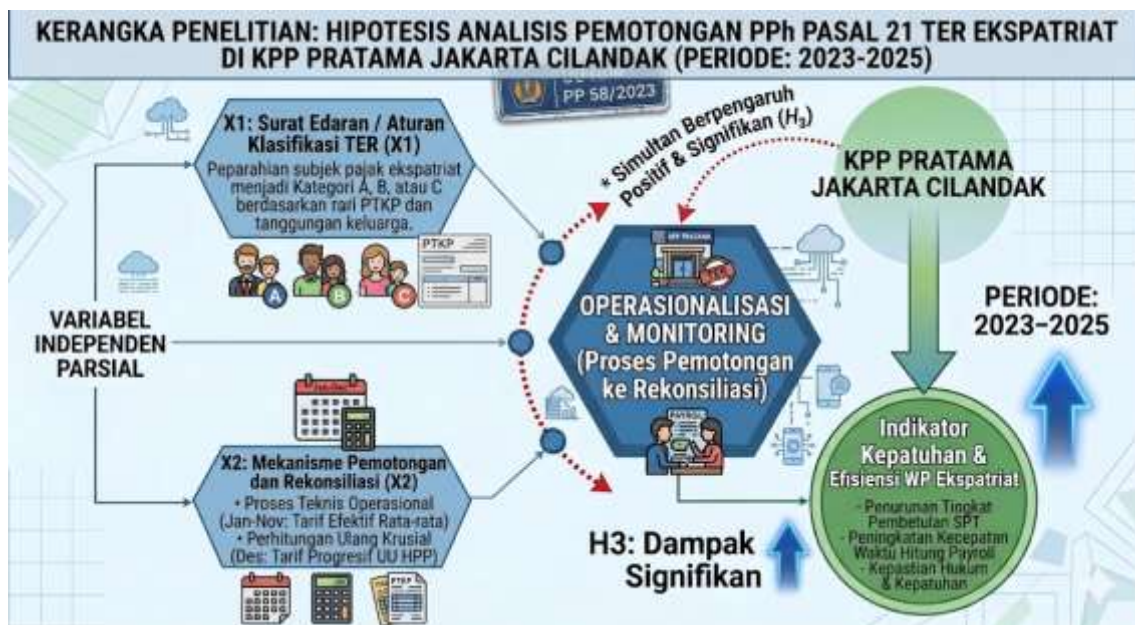 KERANGKA PENELITIAN: HIPOTESIS ANALISIS PEMOTONGAN PPh PASAL 21 TER EKSPATRIAT
DI KPP PRATAMA JAKARTA CILANDAK (PERIODE: 2023-2025)
PP 58/2023
X1: Surat Edaran / Aturan
Klasifikasi TER (X1)
Peparahian subjek pajak ekspatriat
menjadi Kategori A, B, atau C
berdasarkan rari PTKP dan
tanggungan keluarga.
PTKP
A
B
C
* Simultan Berpengaruh
Positif & Signifikan (H₃)
KPP PRATAMA
JAKARTA CILANDAK
VARIABEL
INDEPENDEN
PARSIAL
OPERASIONALISASI
& MONITORING
(Proses Pemotongan
ke Rekonsiliasi)
PERIODE:
2023–2025
X2: Mekanisme Pemotongan
dan Rekonsiliasi (X2)
• Proses Teknis Operasional
(Jan-Nov: Tarif Efektif Rata-rata)
• Perhitungan Ulang Krusial
(Des: Tarif Progresif UU HPP)
PTKP
H3: Dampak
Signifikan
Indikator
Kepatuhan &
Efisiensi WP Ekspatriat
- Penurunan Tingkat
Pembetulan SPT
- Peningkatan Kecepatan
Waktu Hitung Payroll
- Kepastian Hukum
& Kepatuhan